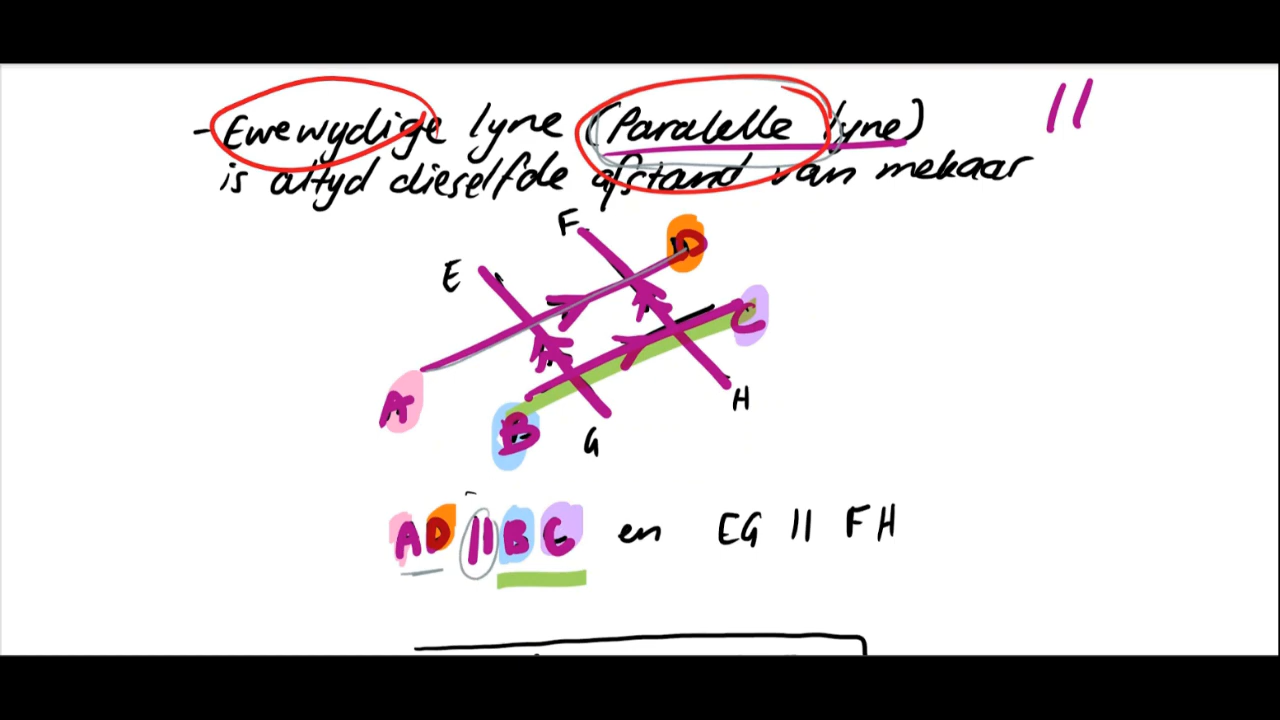 - Ewewydige lyne (Paralelle lyne) //
is altyd dieselfde afstand van mekaar
F
D
E
C
A
H
B
G
AD // BC en EG // FH